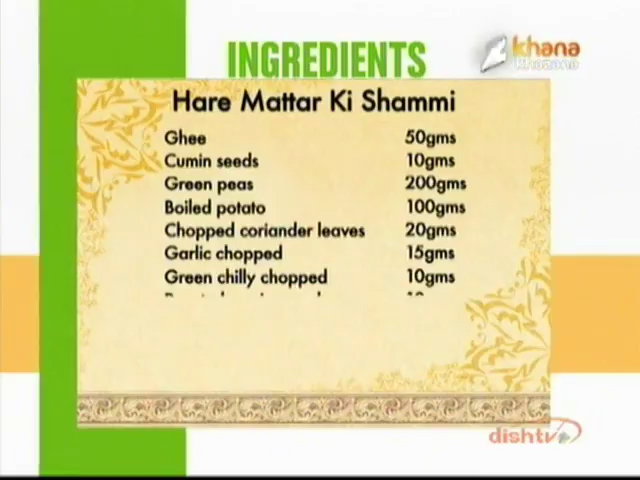 khana
khazana
INGREDIENTS
Hare Mattar Ki Shammi
Ghee 50gms
Cumin seeds 10gms
Green peas 200gms
Boiled potato 100gms
Chopped coriander leaves 20gms
Garlic chopped 15gms
Green chilly chopped 10gms
dishtv